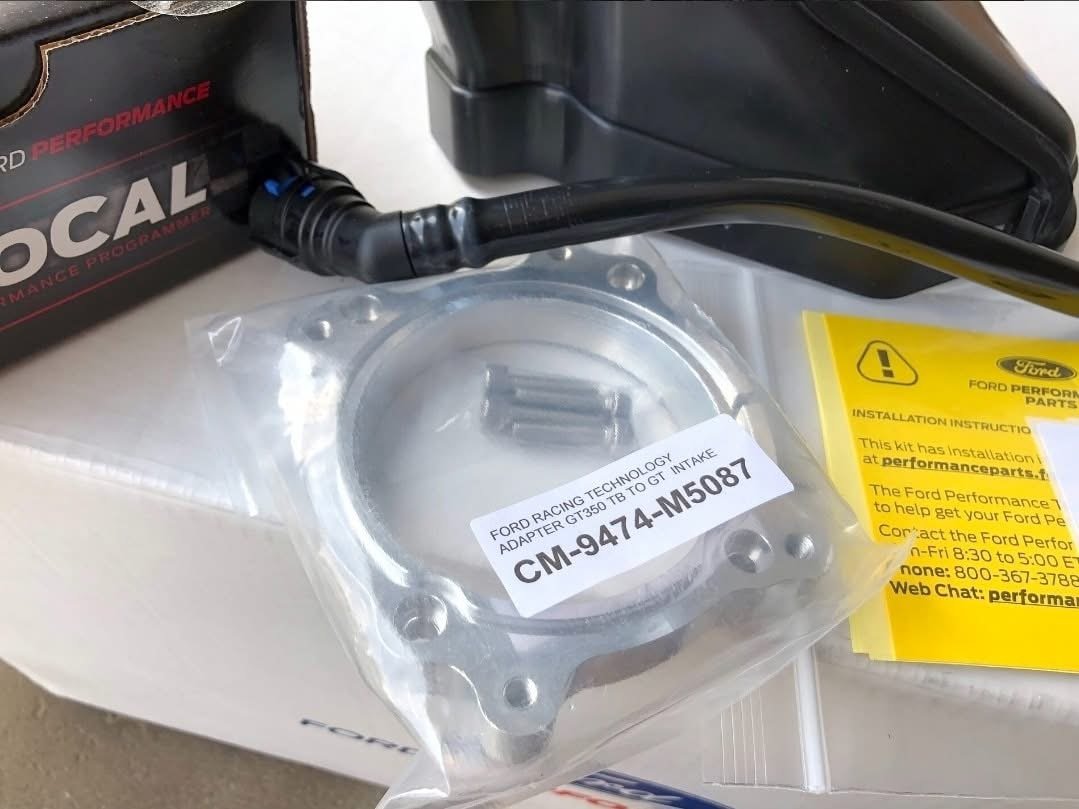 RD PERFORMANCE
OCAL
RMANCE PROGRAMMER
FORD RACING TECHNOLOGY
ADAPTER GT350 TB TO GT INTAKE
CM-9474-M5087
Ford
FORD PERFORM
PARTS
INSTALLATION INSTRUCTIO
This kit has installation i
at performanceparts.f
The Ford Performance T
to help get your Ford Pe
Contact the Ford Perfor
n-Fri 8:30 to 5:00 ET
hone: 800-367-3788
Web Chat: performa
FORD